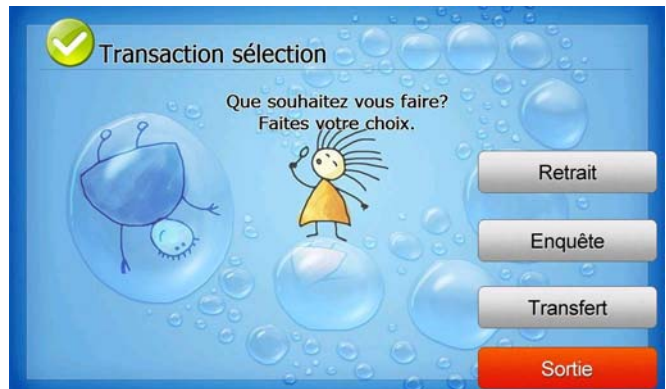 Transaction sélection
Que souhaitez vous faire?
Faites votre choix.
Retrait
Enquête
Transfert
Sortie